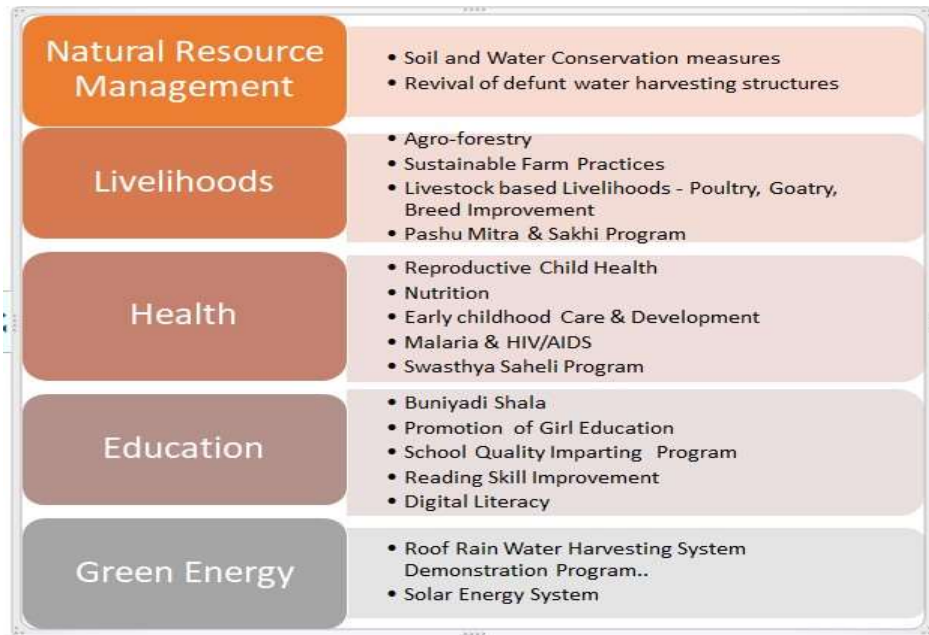 Natural Resource
Management
• Soil and Water Conservation measures
• Revival of defunt water harvesting structures
Livelihoods
• Agro-forestry
• Sustainable Farm Practices
• Livestock based Livelihoods - Poultry, Goatry,
Breed Improvement
• Pashu Mitra & Sakhi Program
Health
• Reproductive Child Health
• Nutrition
• Early childhood Care & Development
• Malaria & HIV/AIDS
• Swasthya Saheli Program
Education
• Buniyadi Shala
• Promotion of Girl Education
• School Quality Imparting Program
• Reading Skill Improvement
• Digital Literacy
Green Energy
• Roof Rain Water Harvesting System
Demonstration Program..
• Solar Energy System